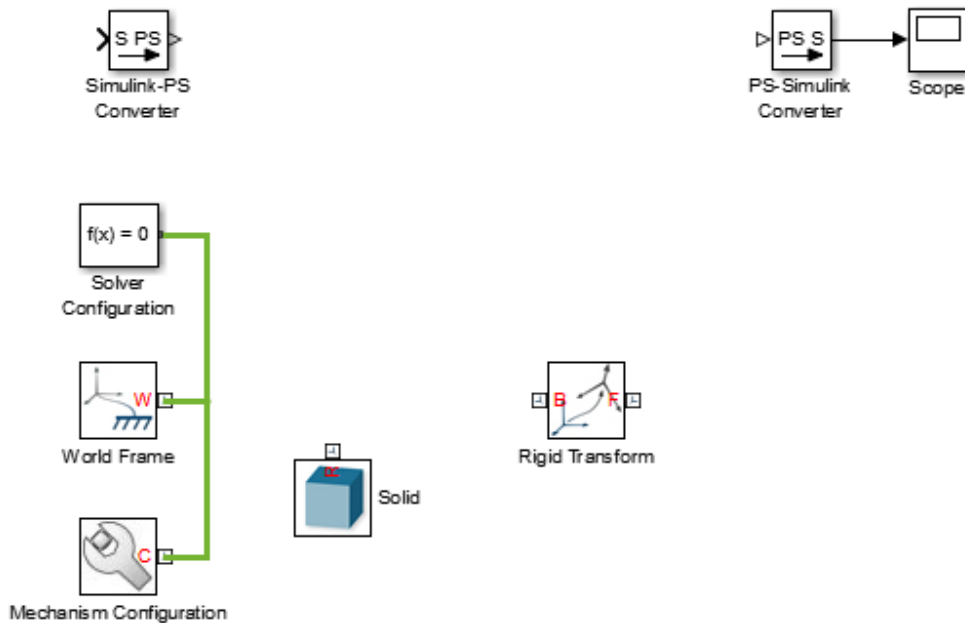 S PS
Simulink-PS
Converter
PS S
PS-Simulink
Converter
Scope
f(x) = 0
Solver
Configuration
W
World Frame
B F
Rigid Transform
R
Solid
C
Mechanism Configuration